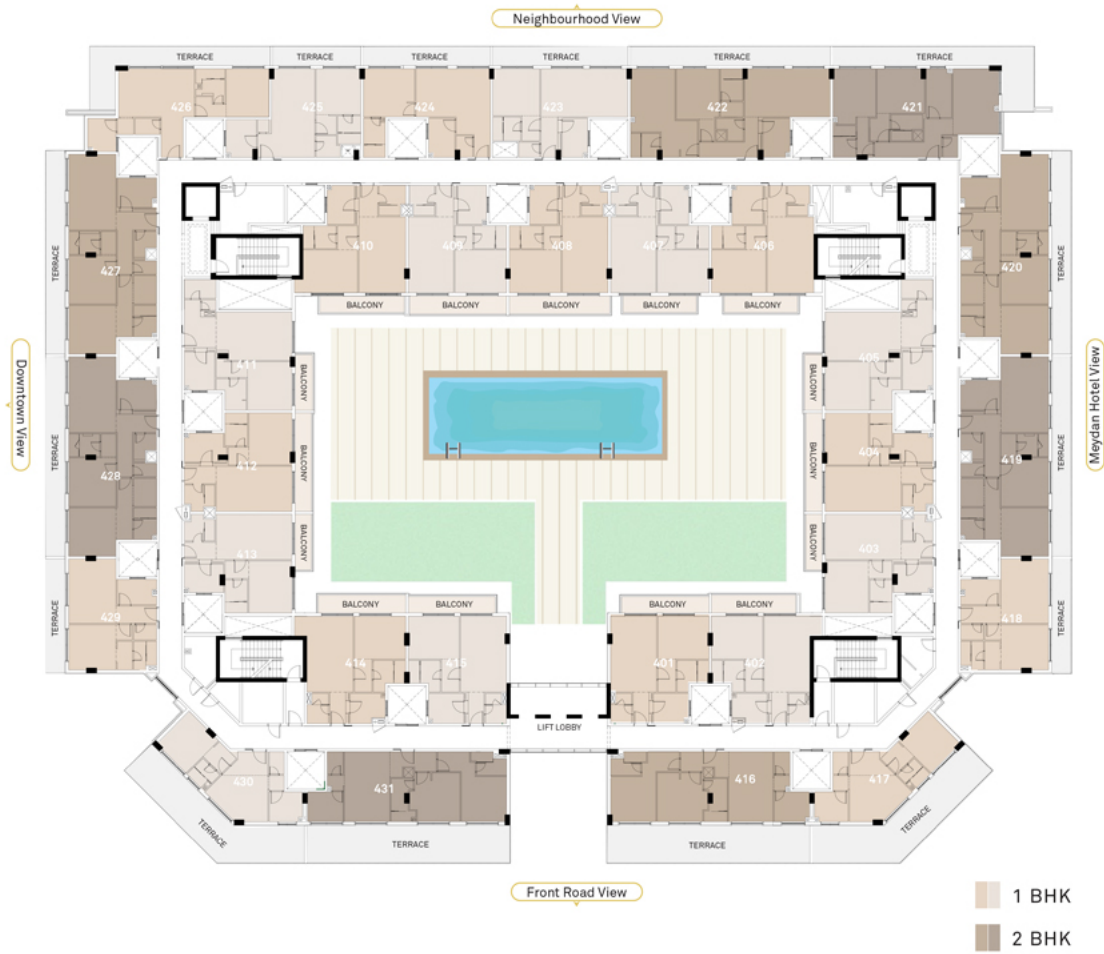 Neighbourhood View
TERRACE
TERRACE
TERRACE
TERRACE
TERRACE
TERRACE
426
425
424
423
422
421
410
409
408
407
406
BALCONY
BALCONY
BALCONY
BALCONY
BALCONY
TERRACE
427
411
BALCONY
BALCONY
405
420
TERRACE
Downtown View
TERRACE
428
412
BALCONY
BALCONY
404
419
TERRACE
Meydan Hotel View
413
BALCONY
BALCONY
403
TERRACE
429
BALCONY
BALCONY
BALCONY
BALCONY
418
TERRACE
414
415
401
402
LIFT LOBBY
430
431
416
417
TERRACE
TERRACE
TERRACE
TERRACE
Front Road View
1 BHK
2 BHK